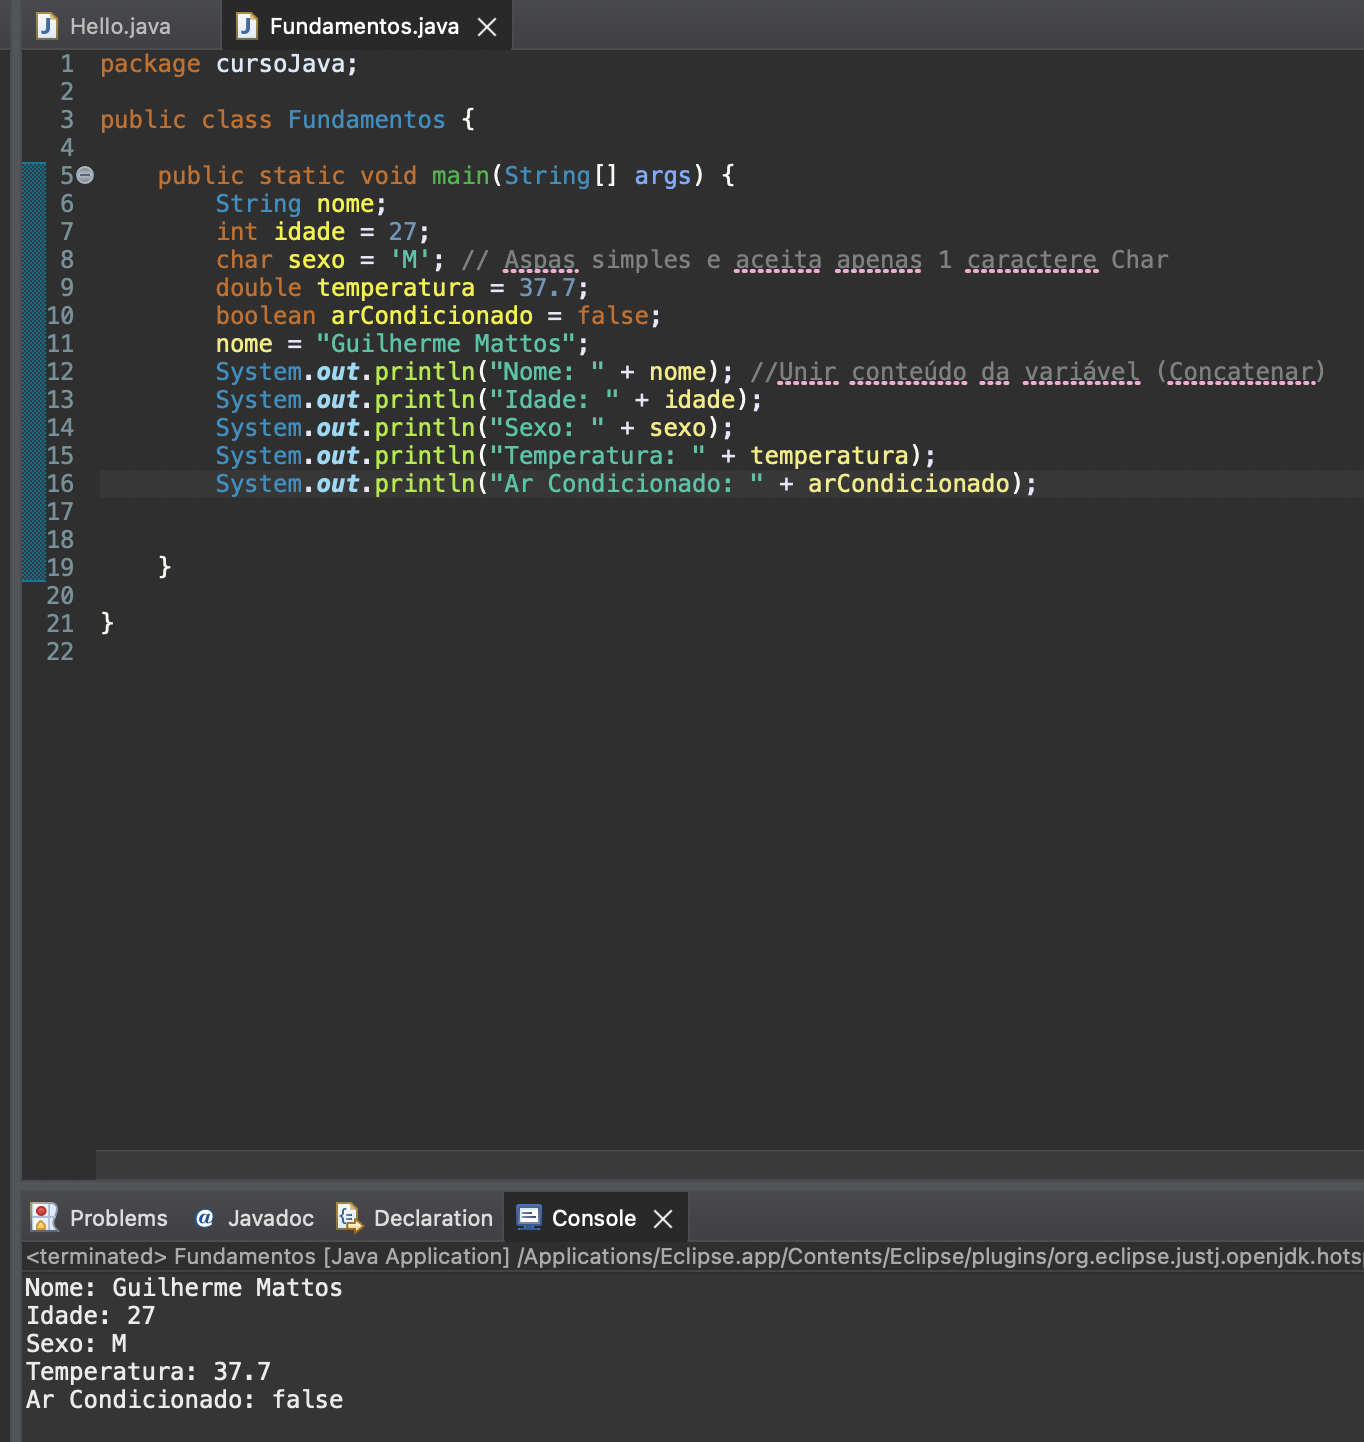 Hello.java Fundamentos.java
1 package cursoJava;
2
3 public class Fundamentos {
4
5 public static void main(String[] args) {
6 String nome;
7 int idade = 27;
8 char sexo = 'M'; // Aspas simples e aceita apenas 1 caractere Char
9 double temperatura = 37.7;
10 boolean arCondicionado = false;
11 nome = "Guilherme Mattos";
12 System.out.println("Nome: " + nome); //Unir conteúdo da variável (Concatenar)
13 System.out.println("Idade: " + idade);
14 System.out.println("Sexo: " + sexo);
15 System.out.println("Temperatura: " + temperatura);
16 System.out.println("Ar Condicionado: " + arCondicionado);
17
18
19 }
20
21 }
22
Problems @ Javadoc Declaration Console
<terminated> Fundamentos [Java Application] /Applications/Eclipse.app/Contents/Eclipse/plugins/org.eclipse.justj.openjdk.hots
Nome: Guilherme Mattos
Idade: 27
Sexo: M
Temperatura: 37.7
Ar Condicionado: false